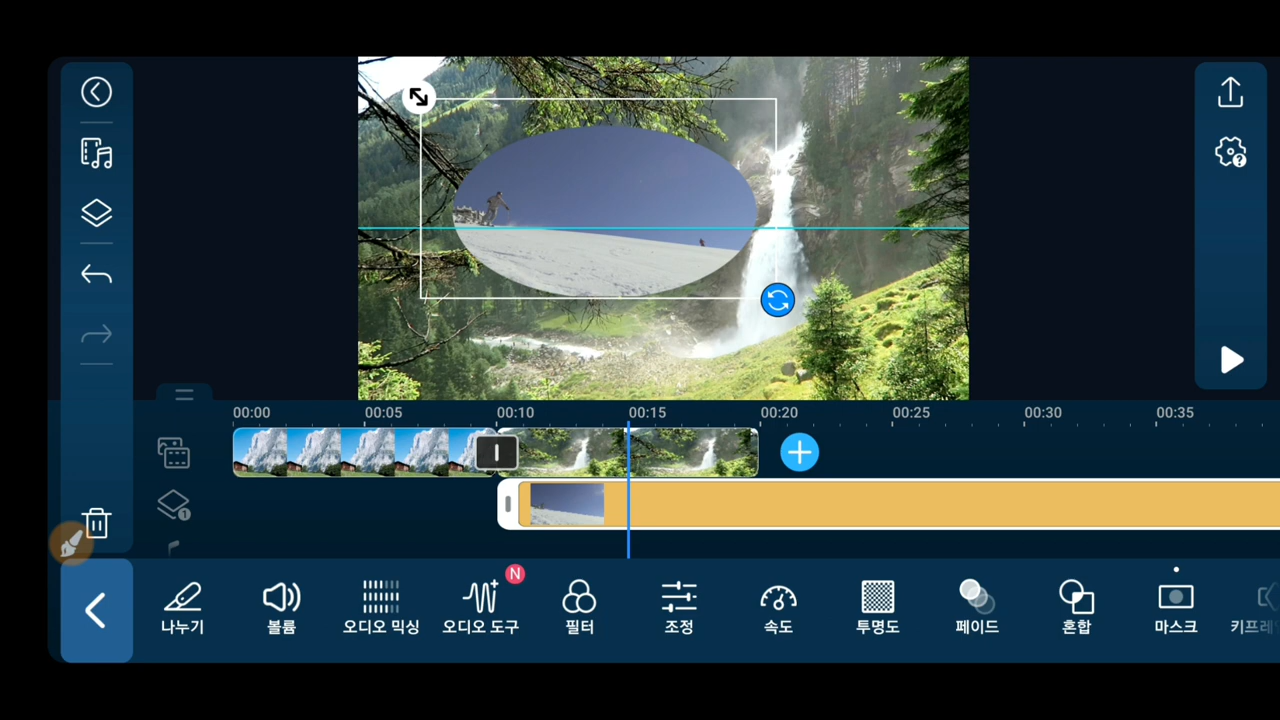 00:00 00:05 00:10 00:15 00:20 00:25 00:30 00:35
1
N
나누기 볼륨 오디오 믹싱 오디오 도구 필터 조정 속도 투명도 페이드 혼합 마스크